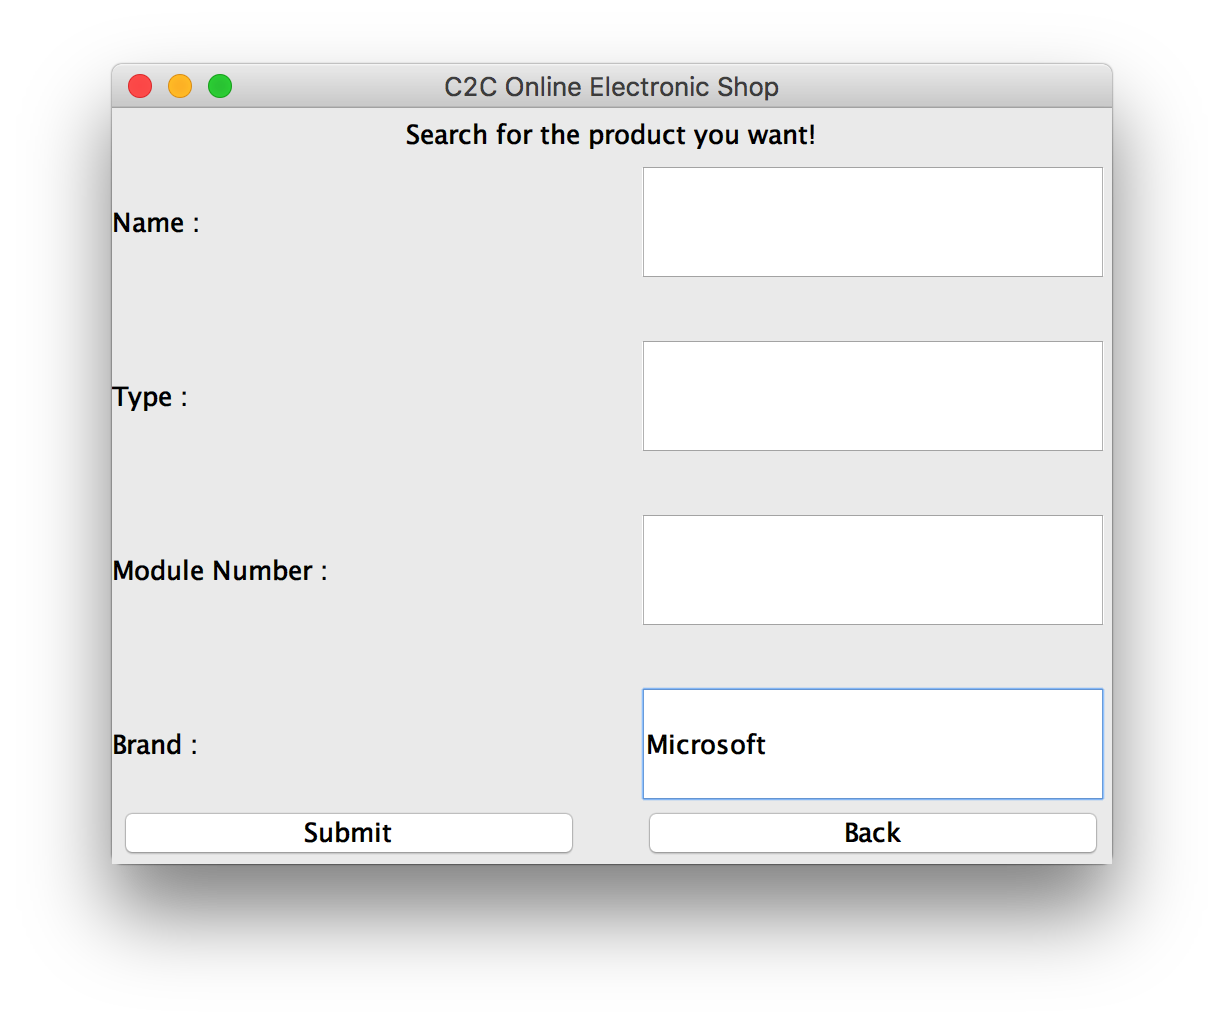 C2C Online Electronic Shop
Search for the product you want!
Name :
Type :
Module Number :
Brand :
Microsoft
Submit
Back